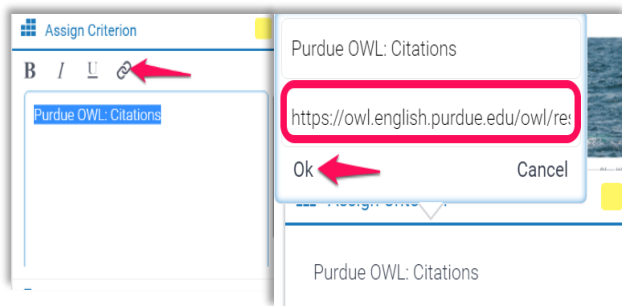 Assign Criterion
B I U
Purdue OWL: Citations
Purdue OWL: Citations
https://owl.english.purdue.edu/owl/res
Ok Cancel
Purdue OWL: Citations